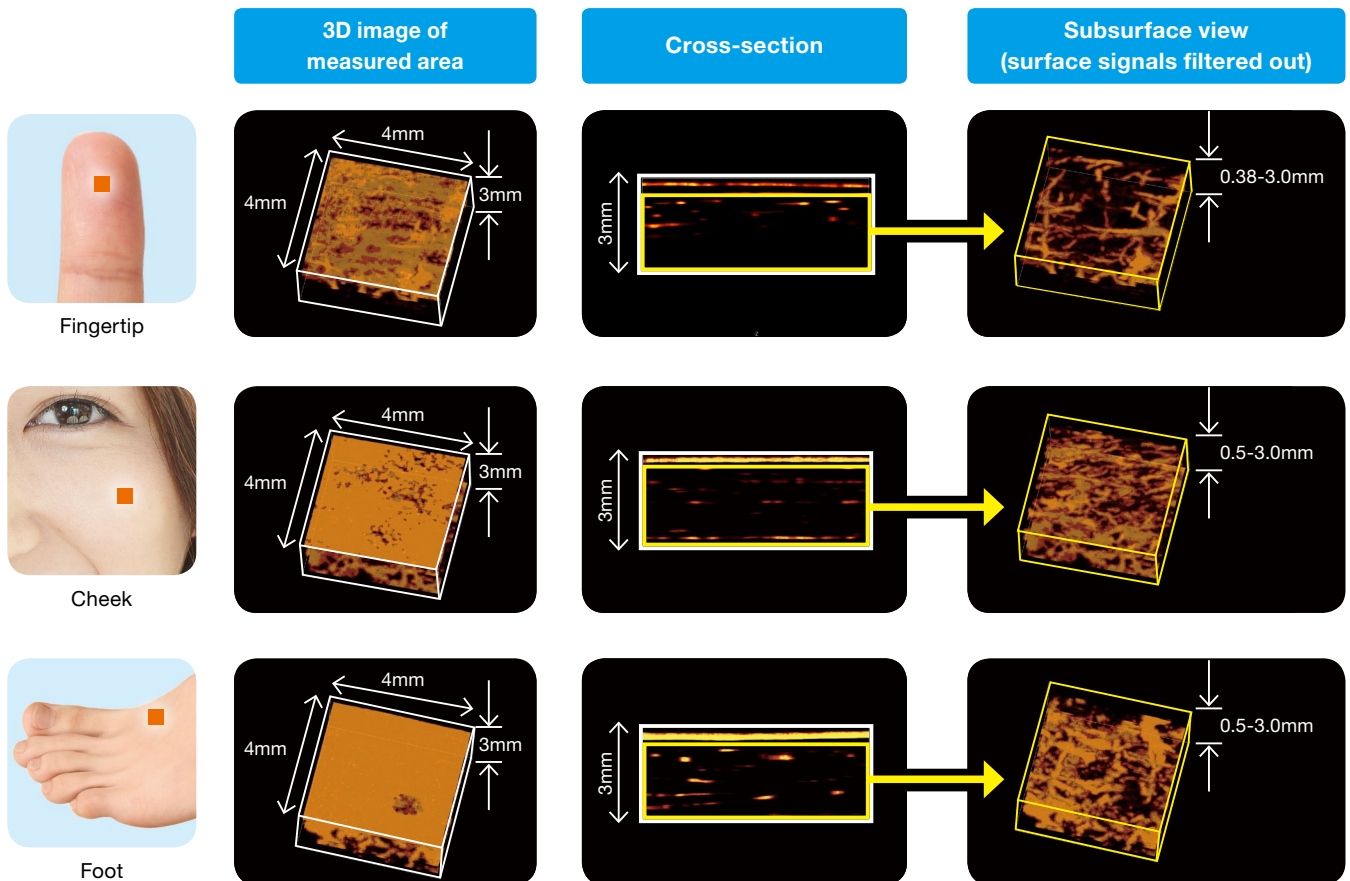 3D image of
measured area
Cross-section
Subsurface view
(surface signals filtered out)
Fingertip
4mm
4mm
3mm
3mm
0.38-3.0mm
Cheek
4mm
4mm
3mm
3mm
0.5-3.0mm
Foot
4mm
4mm
3mm
3mm
0.5-3.0mm